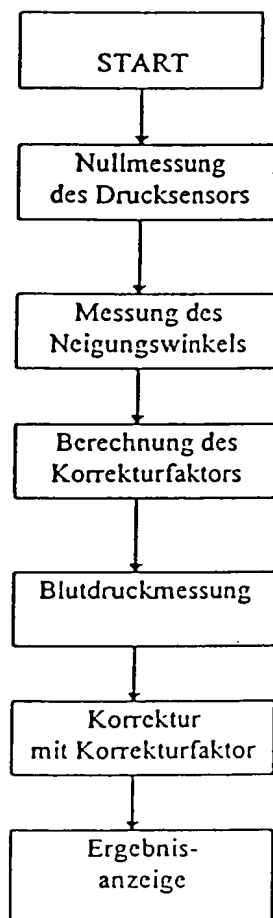 START
Nullmessung
des Drucksensors
Messung des
Neigungswinkels
Berechnung des
Korrekturfaktors
Blutdruckmessung
Korrektur
mit Korrekturfaktor
Ergebnis-
anzeige